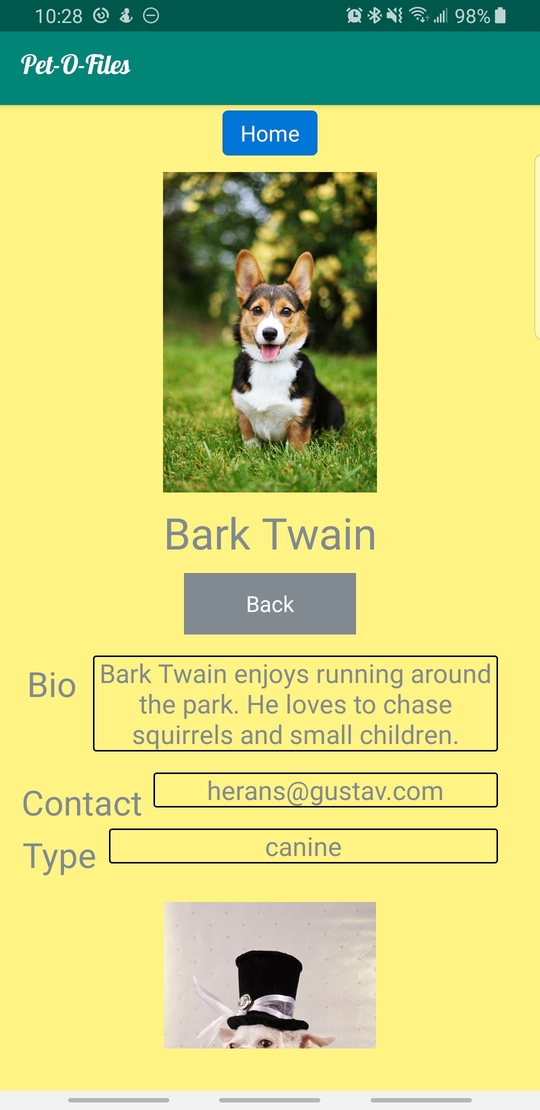 10:28
98%
Pet-O-Files
Home
Bark Twain
Back
Bio
Bark Twain enjoys running around
the park. He loves to chase
squirrels and small children.
Contact
herans@gustav.com
Type
canine